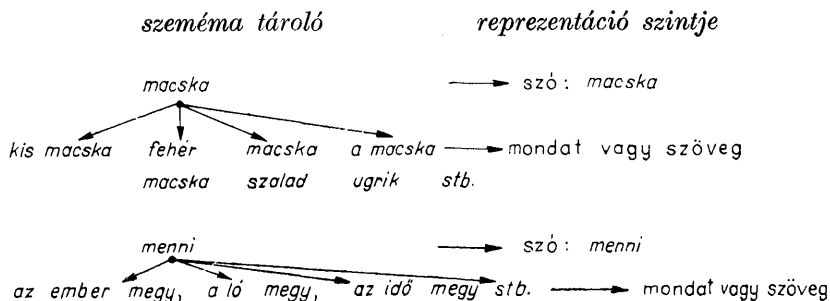 szeméma tároló reprezentáció szintje
macska szó: macska
kis macska fehér macska a macska mondat vagy szöveg
macska szalad ugrik stb.
menni szó: menni
az ember megy, a ló megy, az idő megy stb. mondat vagy szöveg